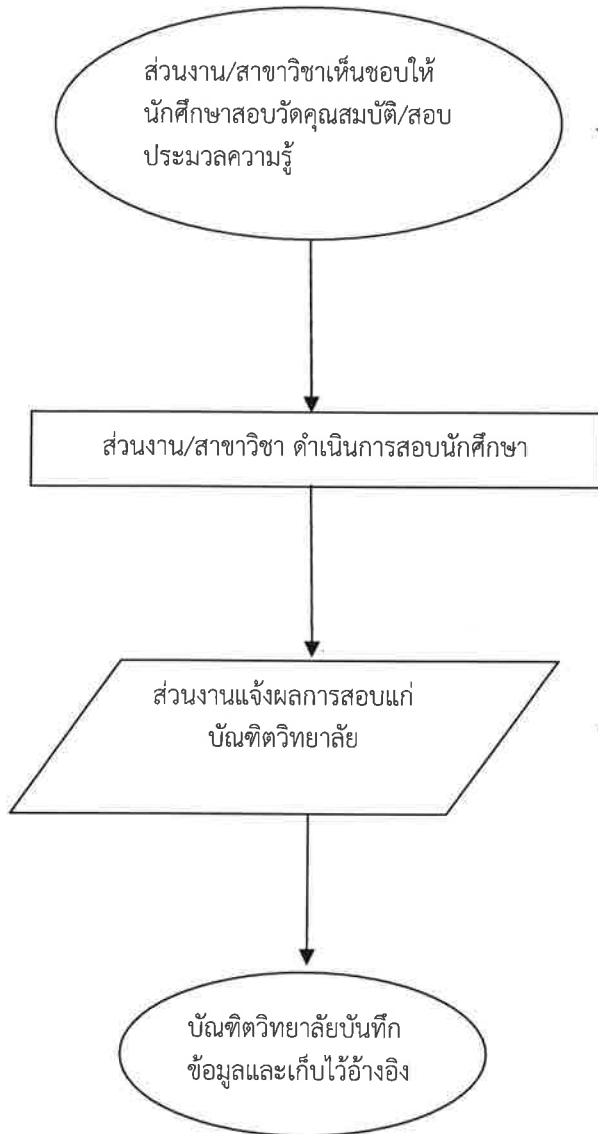 ส่วนงาน/สาขาวิชาเห็นชอบให้
นักศึกษาสอบวัดคุณสมบัติ/สอบ
ประมวลความรู้
ส่วนงาน/สาขาวิชา ดำเนินการสอบนักศึกษา
ส่วนงานแจ้งผลการสอบแก่
บัณฑิตวิทยาลัย
บัณฑิตวิทยาลัยบันทึก
ข้อมูลและเก็บไว้อ้างอิง